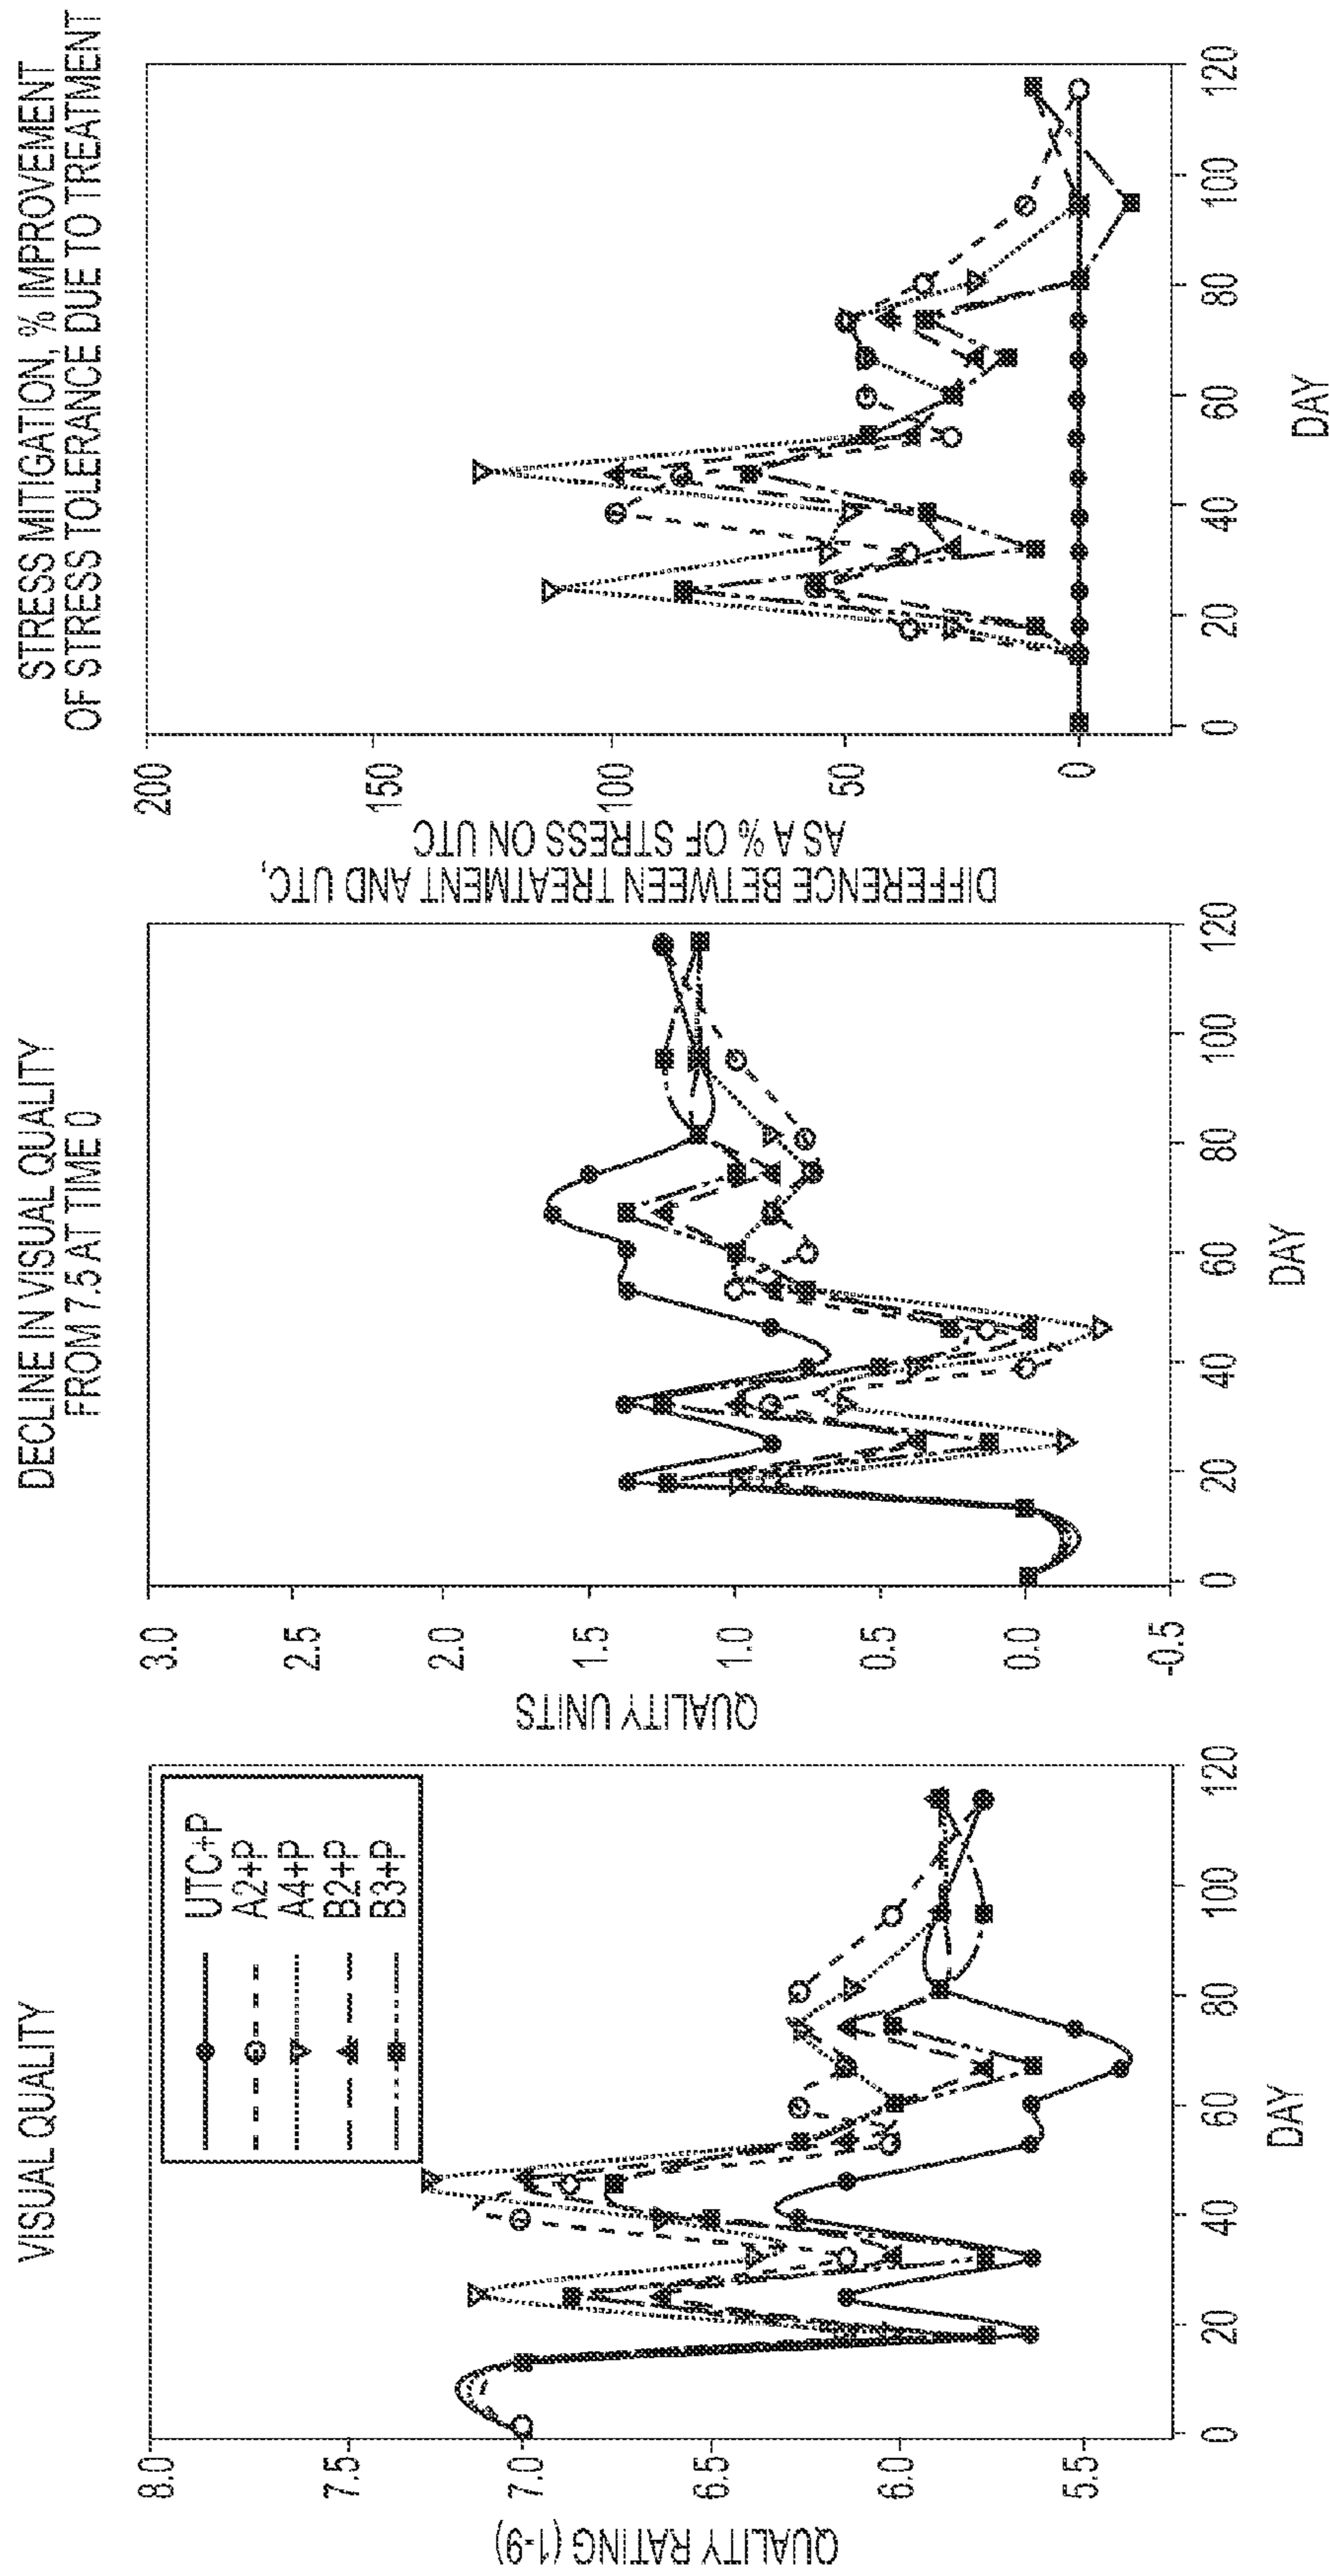 VISUAL QUALITY
QUALITY RATING (1-9)
8.0
7.5
7.0
6.5
6.0
5.5
0
20
40
60
80
100
120
DAY
UTC+P
A2+P
A4+P
B2+P
B3+P
DECLINE IN VISUAL QUALITY
FROM 7.5 AT TIME 0
QUALITY UNITS
3.0
2.5
2.0
1.5
1.0
0.5
0.0
-0.5
0
20
40
60
80
100
120
DAY
STRESS MITIGATION, % IMPROVEMENT
OF STRESS TOLERANCE DUE TO TREATMENT
DIFFERENCE BETWEEN TREATMENT AND UTC,
AS A % OF STRESS ON UTC
200
150
100
50
0
0
20
40
60
80
100
120
DAY